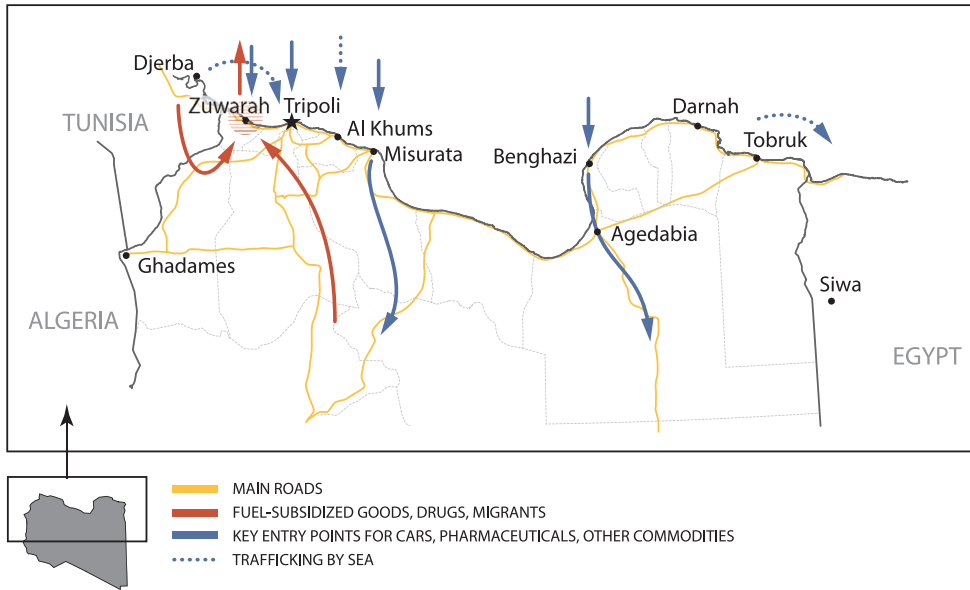 Djerba
Zuwarah
Tripoli
TUNISIA
Al Khums
Misurata
Darnah
Tobruk
Benghazi
Agedabia
Ghadames
Siwa
ALGERIA
EGYPT
MAIN ROADS
FUEL-SUBSIDIZED GOODS, DRUGS, MIGRANTS
KEY ENTRY POINTS FOR CARS, PHARMACEUTICALS, OTHER COMMODITIES
TRAFFICKING BY SEA